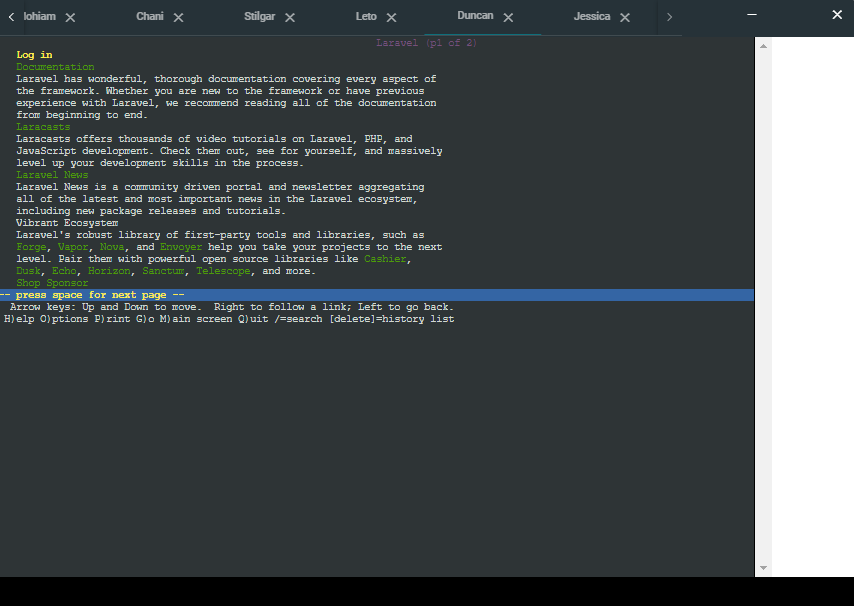 Chani
Stilgar
Leto
Duncan
Jessica
Laravel (p1 of 2)
Log in
Documentation
Laravel has wonderful, thorough documentation covering every aspect of
the framework. Whether you are new to the framework or have previous
experience with Laravel, we recommend reading all of the documentation
from beginning to end.
Laracasts
Laracasts offers thousands of video tutorials on Laravel, PHP, and
JavaScript development. Check them out, see for yourself, and massively
level up your development skills in the process.
Laravel News
Laravel News is a community driven portal and newsletter aggregating
all of the latest and most important news in the Laravel ecosystem,
including new package releases and tutorials.
Vibrant Ecosystem
Laravel's robust library of first-party tools and libraries, such as
Forge, Vapor, Nova, and Envoyer help you take your projects to the next
level. Pair them with powerful open source libraries like Cashier,
Dusk, Echo, Horizon, Sanctum, Telescope, and more.
Shop Sponsor
-- press space for next page --
Arrow keys: Up and Down to move. Right to follow a link; Left to go back.
H)elp O)ptions P)rint G)o M)ain screen Q)uit /=search [delete]=history list